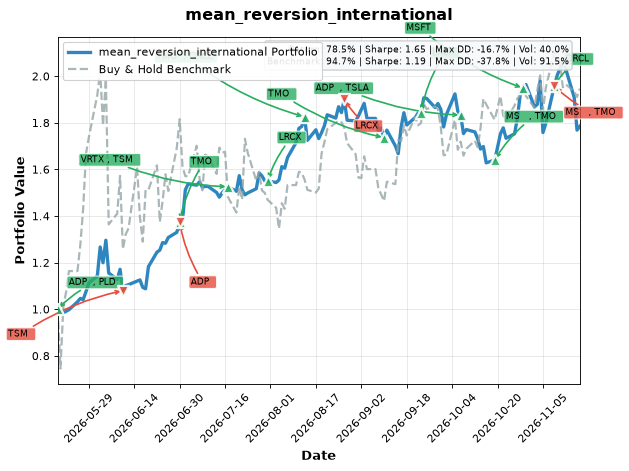 mean_reversion_international
MSFT
mean_reversion_international Portfolio
Buy & Hold Benchmark
78.5% | Sharpe: 1.65 | Max DD: -16.7% | Vol: 40.0%
94.7% | Sharpe: 1.19 | Max DD: -37.8% | Vol: 91.5%
RCL
TMO
ADP , TSLA
MS , TMO
MS , TMO
LRCX
LRCX
VRTX , TSM
TMO
ADP , PLD
ADP
TSM
Portfolio Value
2.0
1.8
1.6
1.4
1.2
1.0
0.8
2026-05-29
2026-06-14
2026-06-30
2026-07-16
2026-08-01
2026-08-17
2026-09-02
2026-09-18
2026-10-04
2026-10-20
2026-11-05
Date